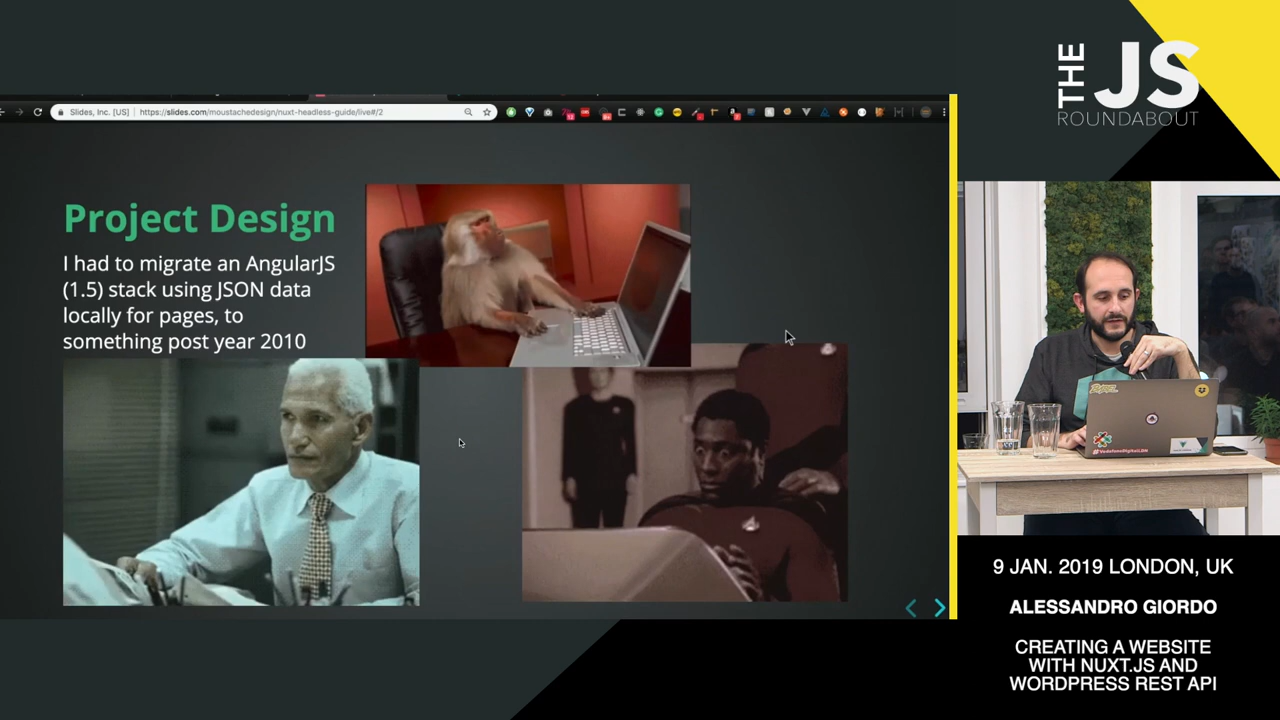 Slides, Inc. [US]
https://slides.com/moustachedesign/nuxt-headless-guide/live#/2
Project Design
I had to migrate an AngularJS
(1.5) stack using JSON data
locally for pages, to
something post year 2010
THE JS
ROUNDABOUT
#VodafoneDigitalLDN
9 JAN. 2019 LONDON, UK
ALESSANDRO GIORDO
CREATING A WEBSITE
WITH NUXT.JS AND
WORDPRESS REST API